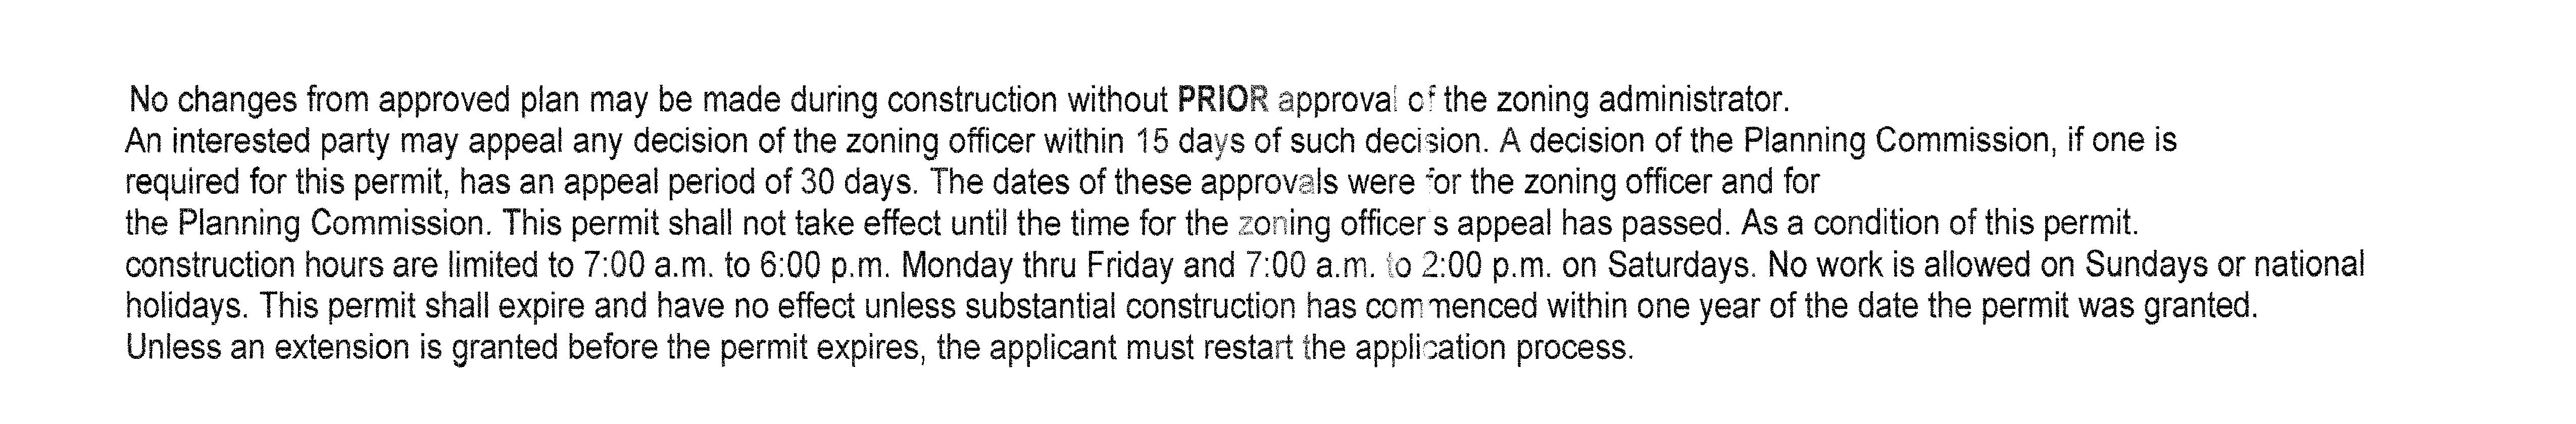 No changes from approved plan may be made during construction without PRIOR approval of the zoning administrator.
An interested party may appeal any decision of the zoning officer within 15 days of such decision. A decision of the Planning Commission, if one is
required for this permit, has an appeal period of 30 days. The dates of these approvals were for the zoning officer and for
the Planning Commission. This permit shall not take effect until the time for the zoning officer's appeal has passed. As a condition of this permit.
construction hours are limited to 7:00 a.m. to 6:00 p.m. Monday thru Friday and 7:00 a.m. to 2:00 p.m. on Saturdays. No work is allowed on Sundays or national
holidays. This permit shall expire and have no effect unless substantial construction has commenced within one year of the date the permit was granted.
Unless an extension is granted before the permit expires, the applicant must restart the application process.